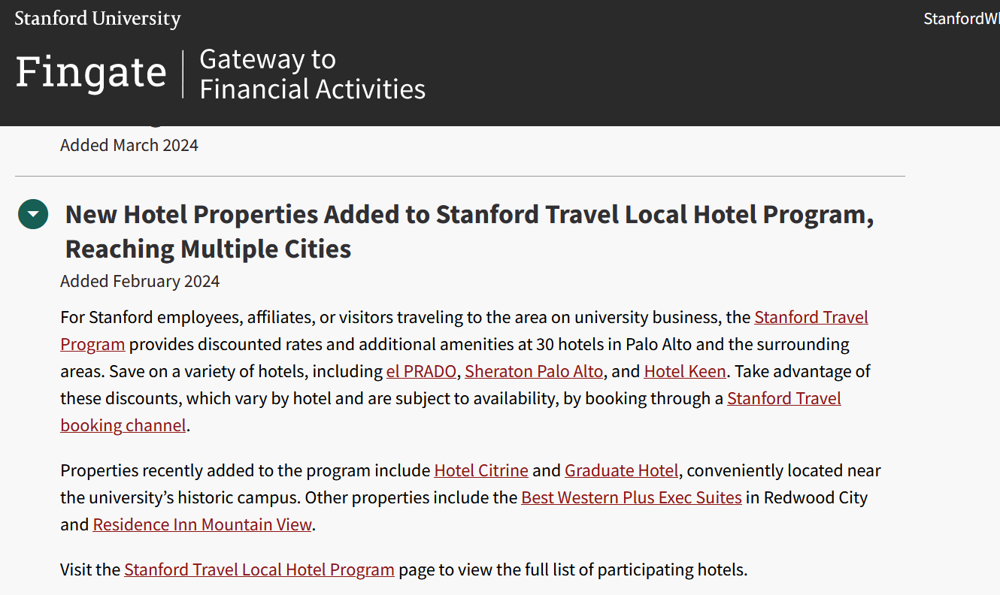 Stanford University
StanfordWh
Fingate
Gateway to
Financial Activities
Added March 2024
New Hotel Properties Added to Stanford Travel Local Hotel Program,
Reaching Multiple Cities
Added February 2024
For Stanford employees, affiliates, or visitors traveling to the area on university business, the Stanford Travel
Program provides discounted rates and additional amenities at 30 hotels in Palo Alto and the surrounding
areas. Save on a variety of hotels, including el PRADO, Sheraton Palo Alto, and Hotel Keen. Take advantage of
these discounts, which vary by hotel and are subject to availability, by booking through a Stanford Travel
booking channel.
Properties recently added to the program include Hotel Citrine and Graduate Hotel, conveniently located near
the university’s historic campus. Other properties include the Best Western Plus Exec Suites in Redwood City
and Residence Inn Mountain View.
Visit the Stanford Travel Local Hotel Program page to view the full list of participating hotels.